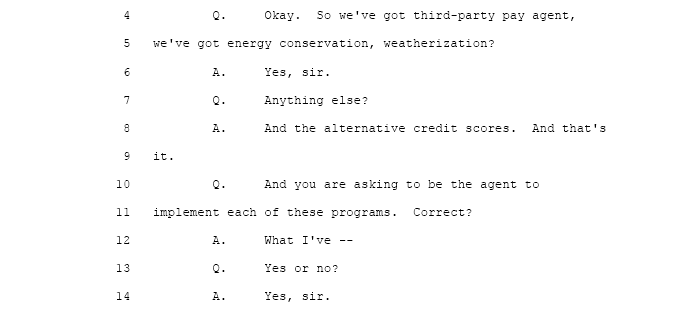 4 Q. Okay. So we've got third-party pay agent,
5 we've got energy conservation, weatherization?
6 A. Yes, sir.
7 Q. Anything else?
8 A. And the alternative credit scores. And that's
9 it.
10 Q. And you are asking to be the agent to
11 implement each of these programs. Correct?
12 A. What I've --
13 Q. Yes or no?
14 A. Yes, sir.